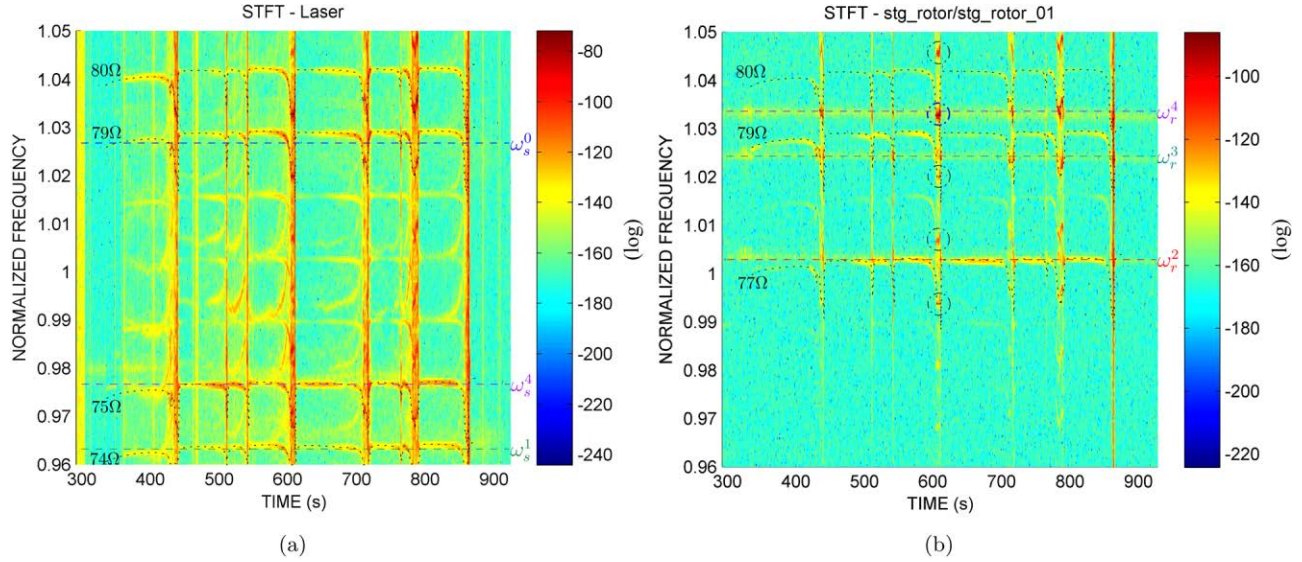 STFT - Laser
1.05
1.04
1.03
1.02
1.01
1
0.99
0.98
0.97
0.96
NORMALIZED FREQUENCY
80Ω
79Ω
75Ω
74Ω
ω_s^0
ω_s^4
ω_s^1
300 400 500 600 700 800 900
TIME (s)
-80
-100
-120
-140
-160
-180
-200
-220
-240
(log)
(a)
STFT - stg_rotor/stg_rotor_01
1.05
1.04
1.03
1.02
1.01
1
0.99
0.98
0.97
0.96
NORMALIZED FREQUENCY
80Ω
79Ω
77Ω
ω_r^4
ω_r^3
ω_r^2
300 400 500 600 700 800 900
TIME (s)
-100
-120
-140
-160
-180
-200
-220
(log)
(b)